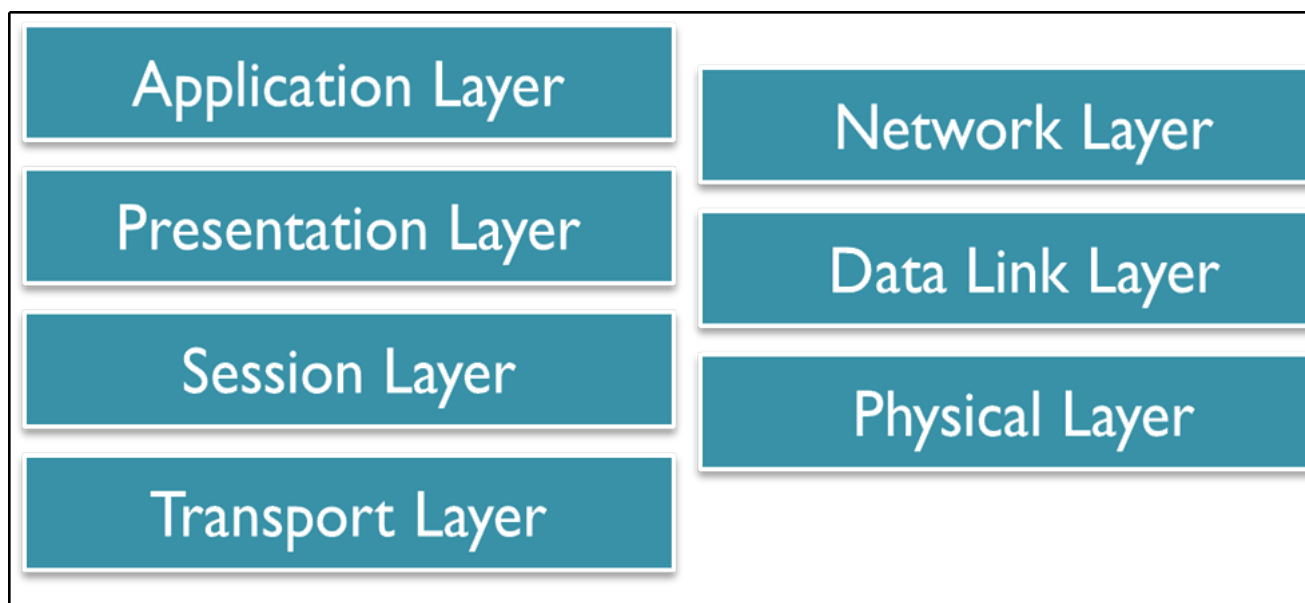 Application Layer
Presentation Layer
Session Layer
Transport Layer
Network Layer
Data Link Layer
Physical Layer